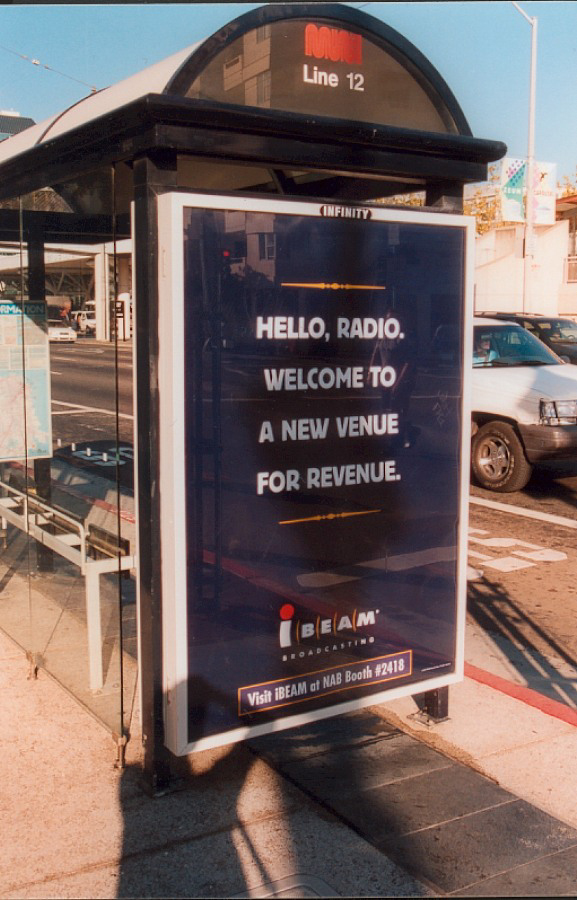 Line 12
INFINITY
HELLO, RADIO.
WELCOME TO
A NEW VENUE
FOR REVENUE.
iBEAM
BROADCASTING
Visit iBEAM at NAB Booth #2418